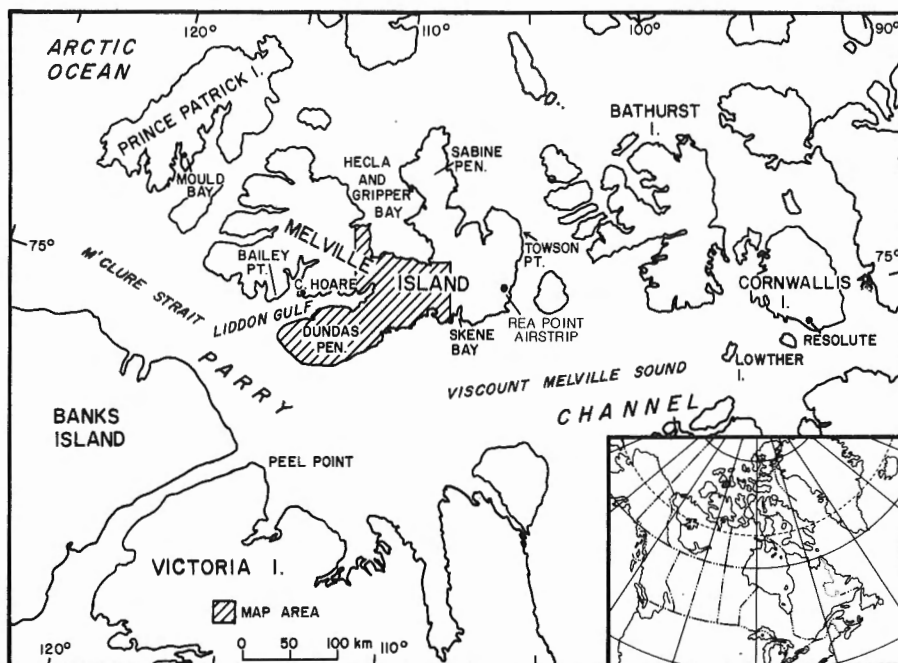 120°
110°
100°
90°
ARCTIC
OCEAN
PRINCE PATRICK I.
MOULD
BAY
HECLA
AND
GRIPPER
BAY
SABINE
PEN.
BATHURST
I.
75°
M'CLURE STRAIT
MELVILLE
ISLAND
BAILEY
PT.
C. HOARE
LIDDON GULF
DUNDAS
PEN.
TOWSON
PT.
SKENE
BAY
REA POINT
AIRSTRIP
75°
CORNWALLIS
I.
RESOLUTE
LOWTHER
I.
PARRY
VISCOUNT MELVILLE SOUND
CHANNEL
BANKS
ISLAND
PEEL POINT
VICTORIA I.
MAP AREA
0 50 100 km
120°
110°